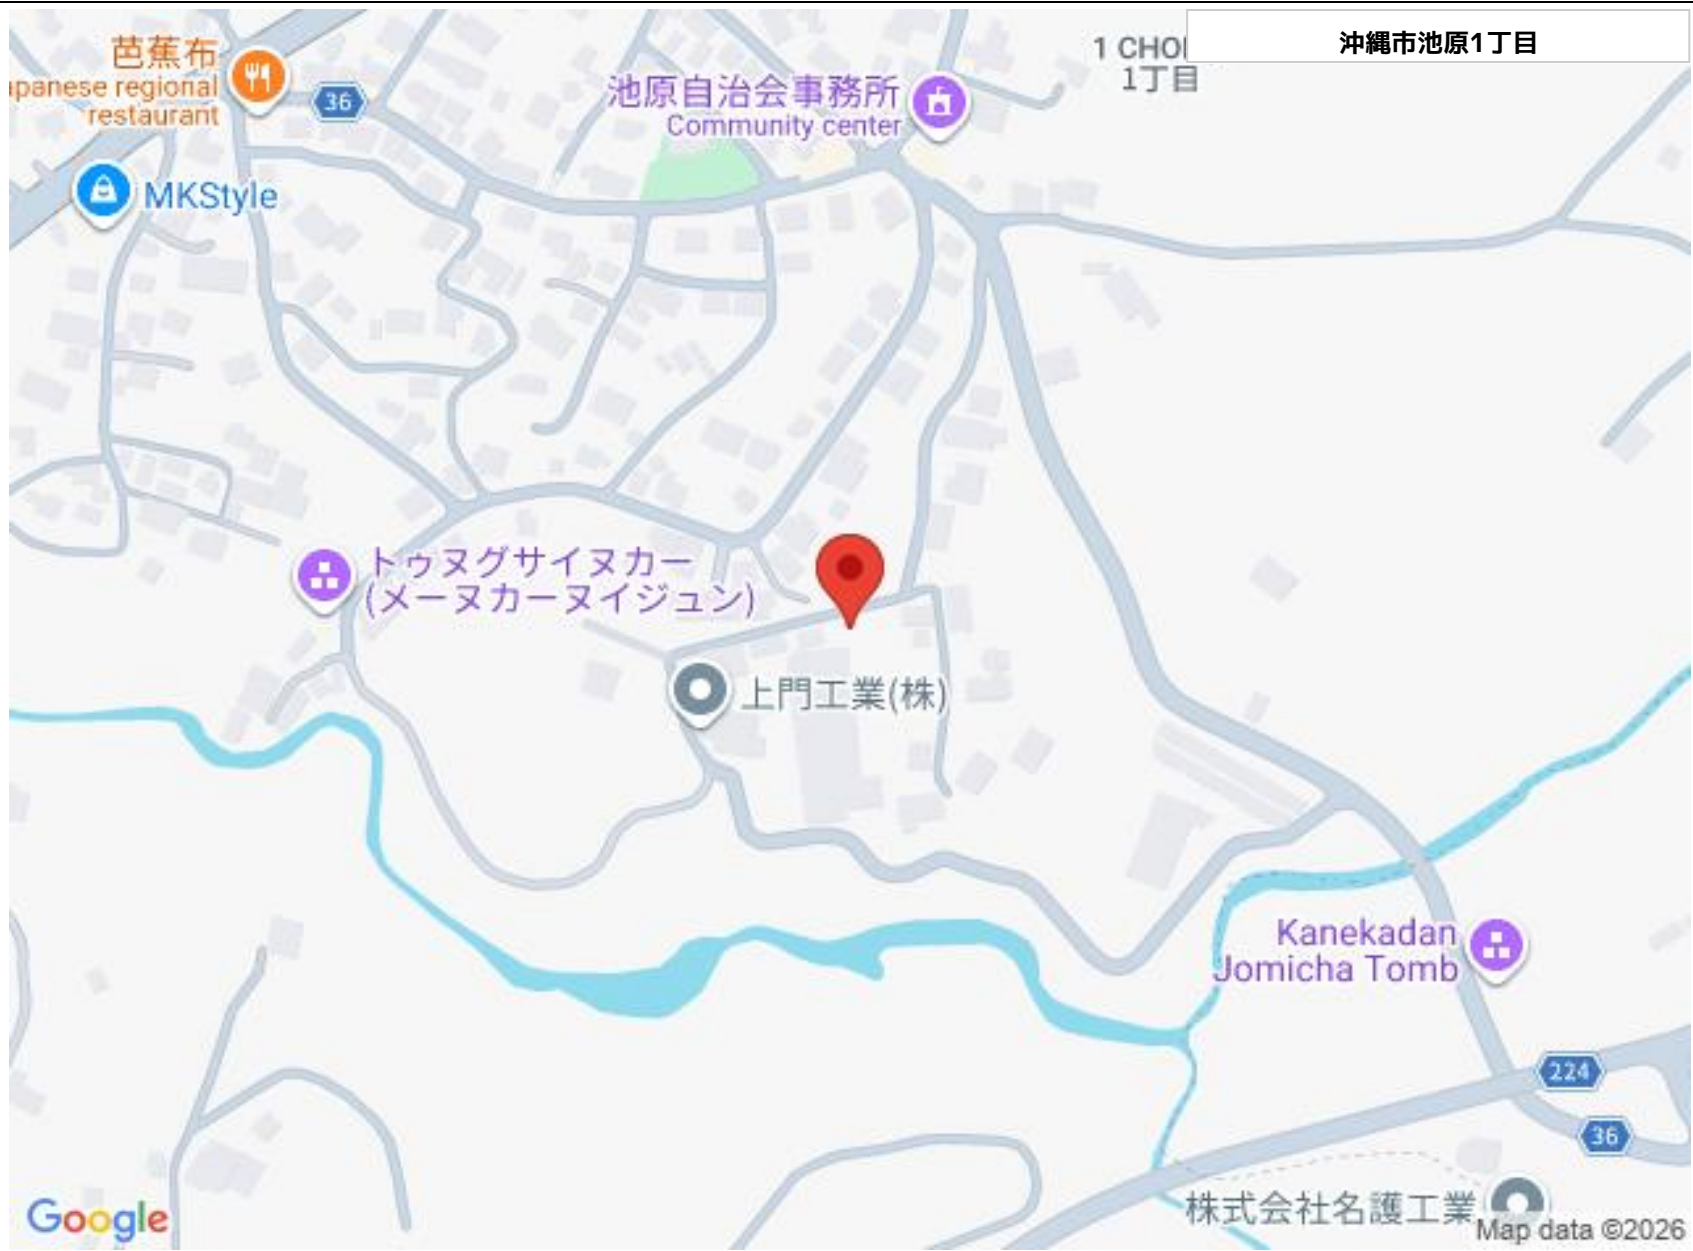 沖縄市池原1丁目
1 CHO
1丁目
芭蕉布
panese regional
restaurant
36
池原自治会事務所
Community center
MKStyle
トゥヌグサイヌカー
(メーヌカーヌイジュン)
上門工業(株)
Kanekadan
Jomicha Tomb
224
36
株式会社名護工業
Google
Map data ©2026